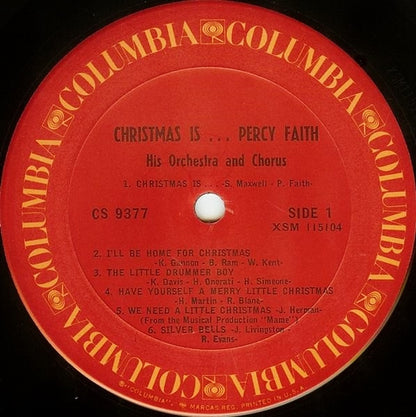 COLUMBIA COLUMBIA COLUMBIA COLUMBIA COLUMBIA COLUMBIA
CHRISTMAS IS ... PERCY FAITH
His Orchestra and Chorus
1. CHRISTMAS IS ... -S. Maxwell - P. Faith-
CS 9377
SIDE 1
XSM 115104
2. I'LL BE HOME FOR CHRISTMAS
-K. Gannon - B. Ram - W. Kent-
3. THE LITTLE DRUMMER BOY
-K. Davis - H. Onorati - H. Simeone-
4. HAVE YOURSELF A MERRY LITTLE CHRISTMAS
-H. Martin - R. Blane-
5. WE NEED A LITTLE CHRISTMAS -J. Herman-
(From the Musical Production "Mame")
6. SILVER BELLS -J. Livingston -
R. Evans-
® "COLUMBIA", MARCAS REG. PRINTED IN U.S.A.